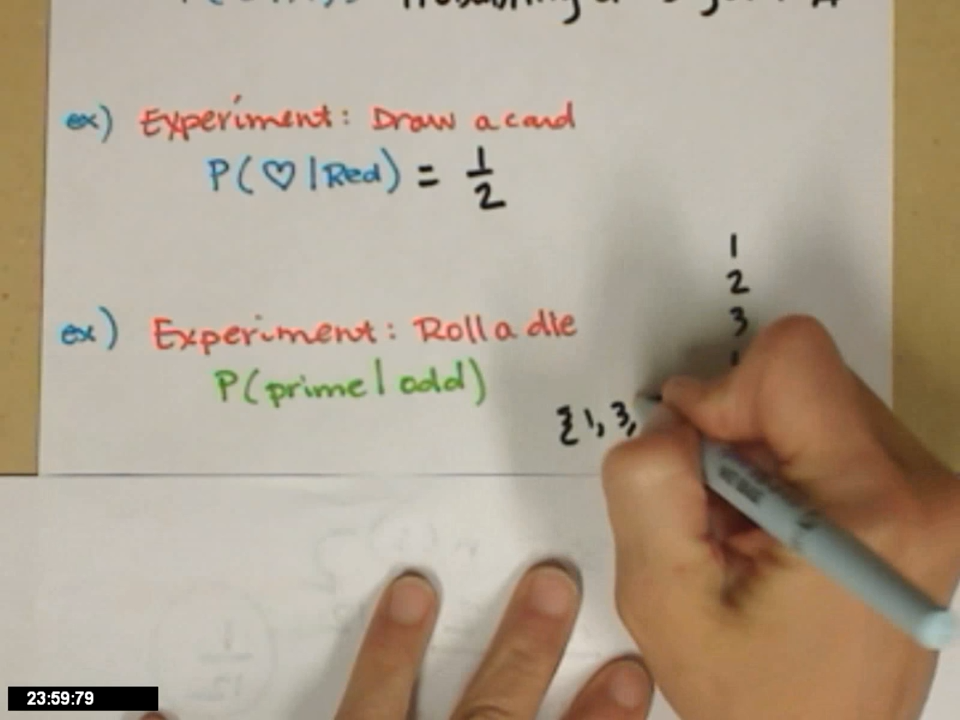 ex) Experiment: Draw a card
P(♡|Red) = 1/2
1
2
3
ex) Experiment: Roll a die
P(prime|odd)
{1, 3,
23:59:79